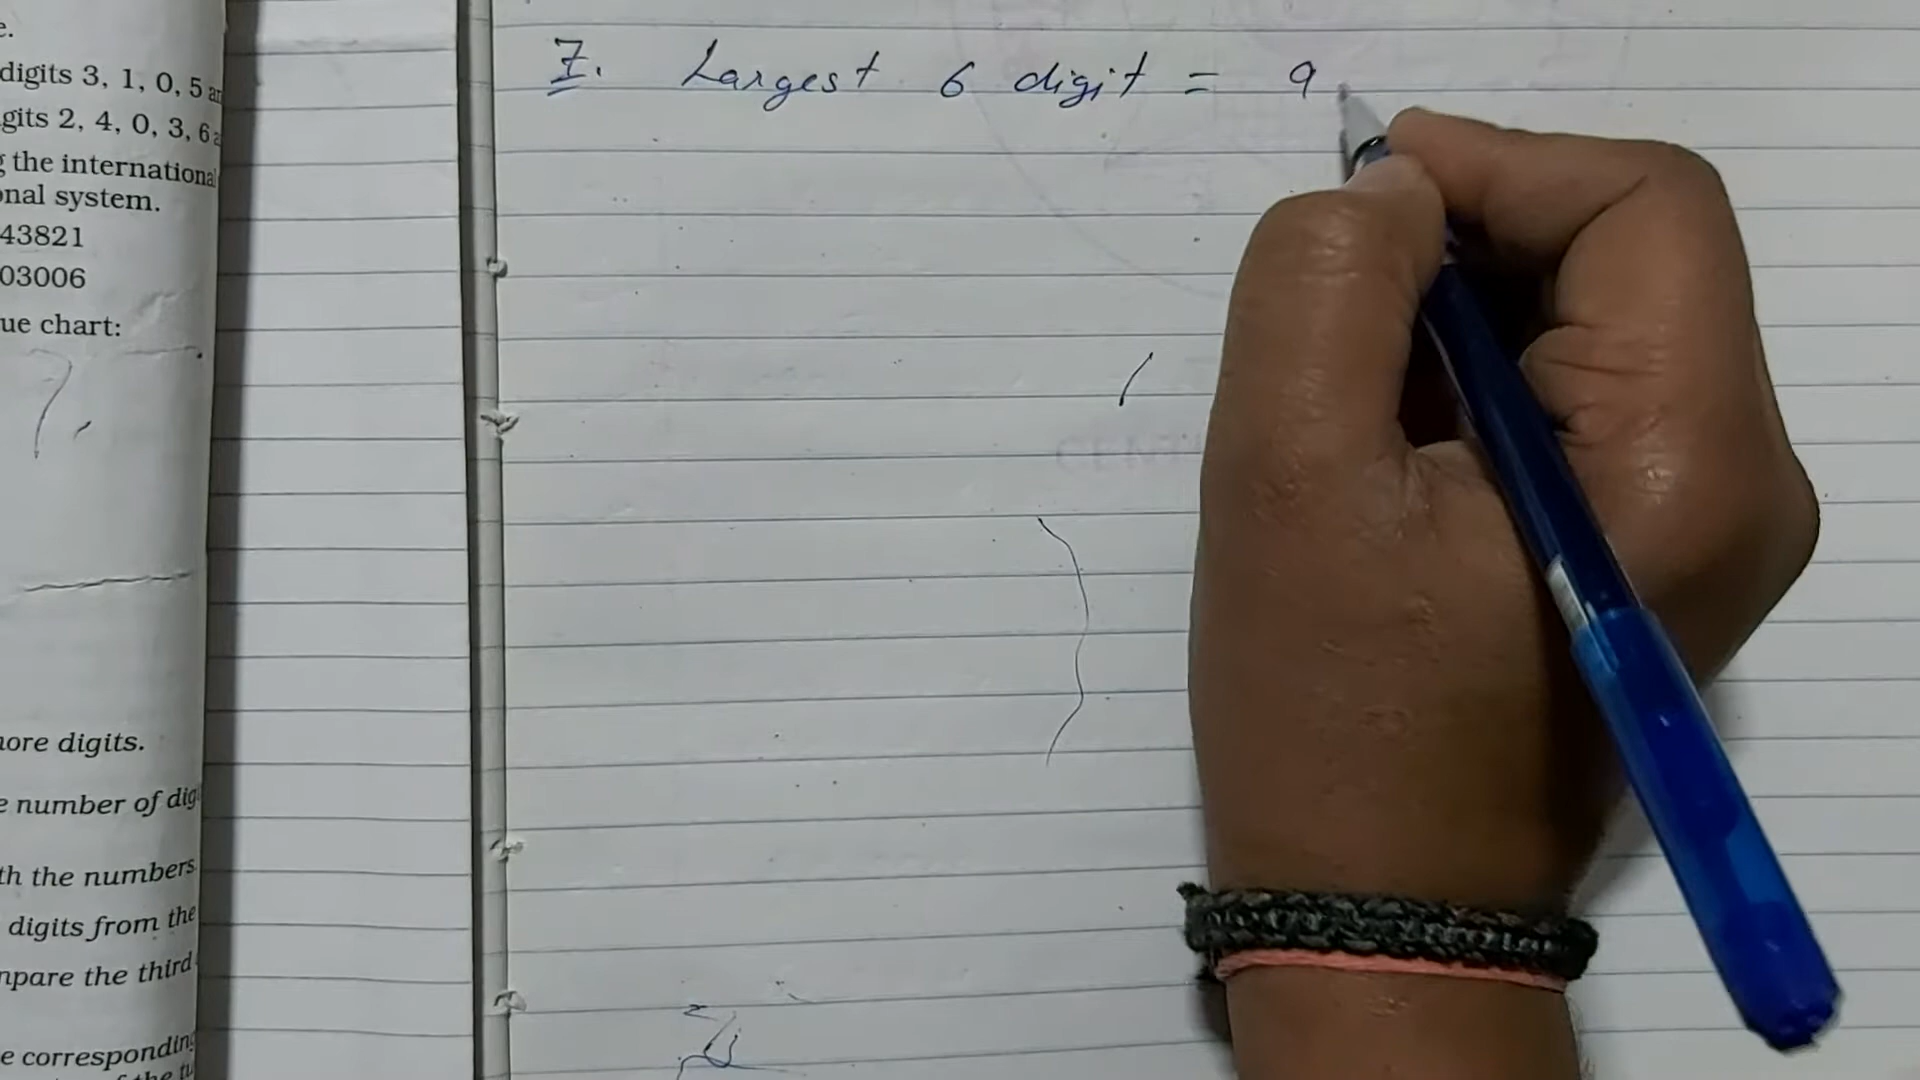 e.
digits 3, 1, 0, 5
gits 2, 4, 0, 3, 6
the international
onal system.
43821
03006
ue chart:
7.
ore digits.
e number of dig
th the numbers
digits from the
mpare the third
e corresponding
7. Largest 6 digit = 9